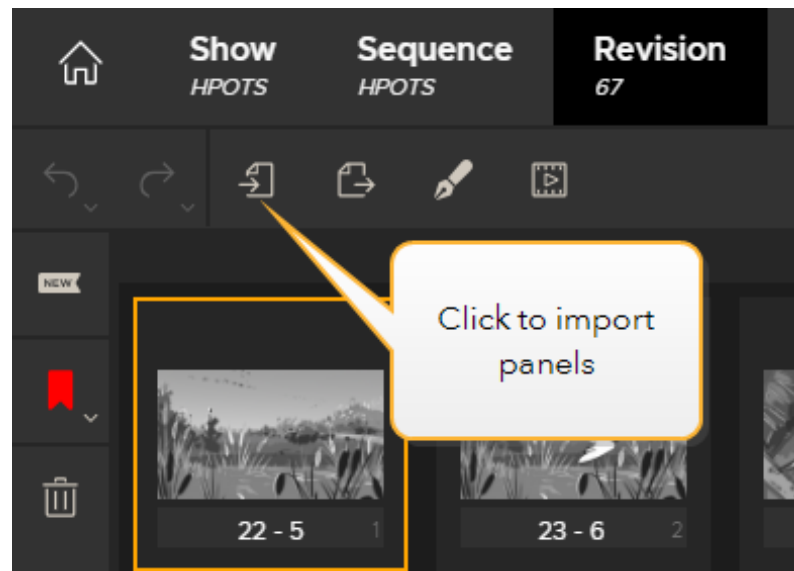 Show Sequence Revision
HPOTS HPOTS 67
NEW
Click to import
panels
22 - 5 1 23 - 6 2